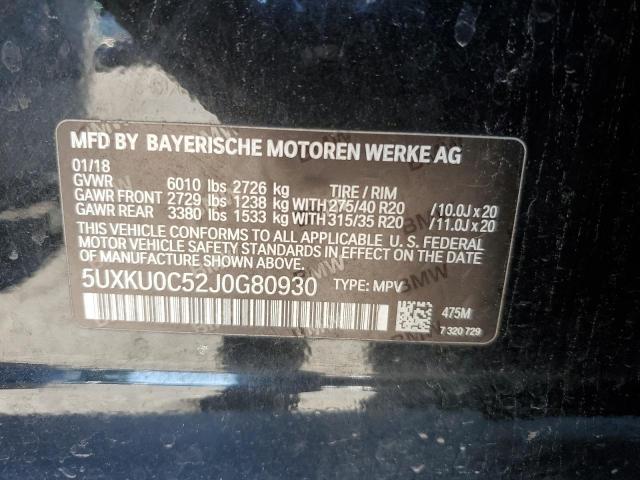 MFD BY BAYERISCHE MOTOREN WERKE AG
01/18
GVWR 6010 lbs 2726 kg TIRE / RIM
GAWR FRONT 2729 lbs 1238 kg WITH 275/40 R20 /10.0J x 20
GAWR REAR 3380 lbs 1533 kg WITH 315/35 R20 /11.0J x 20
THIS VEHICLE CONFORMS TO ALL APPLICABLE U. S. FEDERAL
MOTOR VEHICLE SAFETY STANDARDS IN EFFECT ON THE DATE
OF MANUFACTURE SHOWN ABOVE.
5UXKU0C52J0G80930 TYPE: MPV
475M
7 320 729